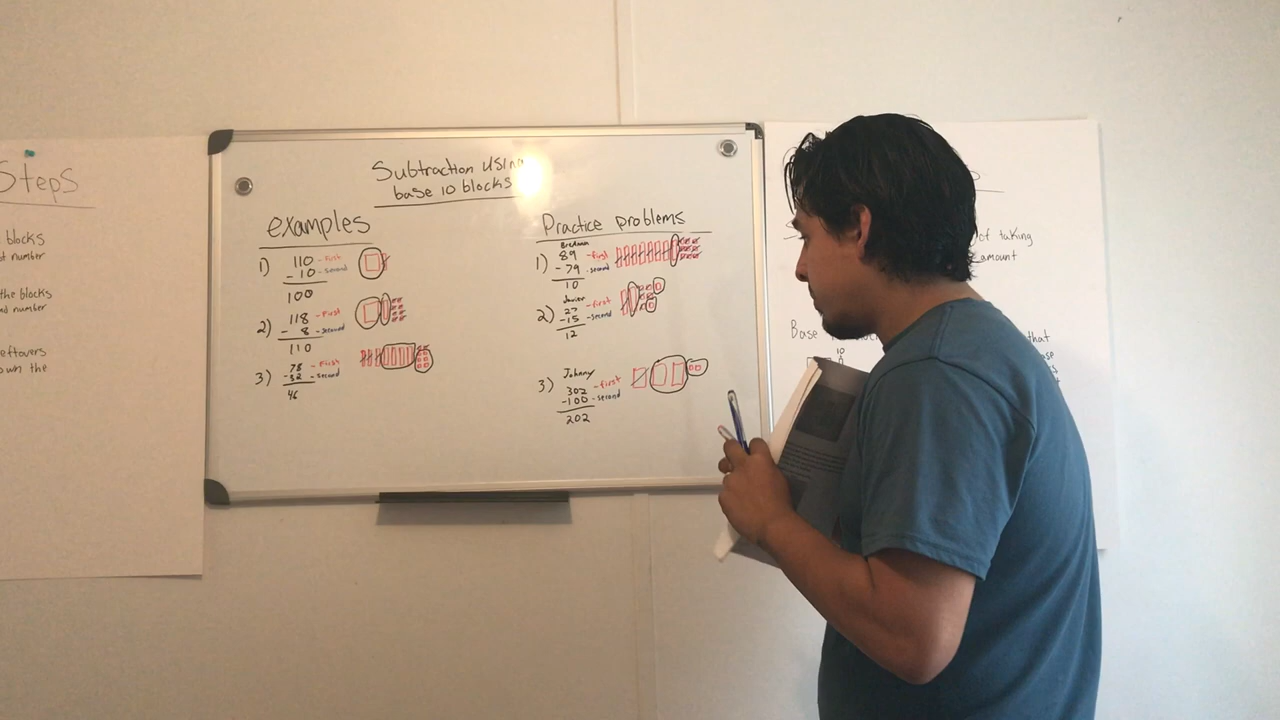 Steps
blocks
number
the blocks
number
leftovers
the
Subtraction using
base 10 blocks
examples
1) 110 - First
- 10 - second
100
2) 118 - First
- 8 - second
110
3) 78 - First
- 32 - second
46
Practice problems
Brennan
1) 89 - first
- 79 - second
10
Javier
2) 27 - first
- 15 - second
12
Johnny
3) 302 - first
- 100 - second
202
of taking
amount
Base
that
10